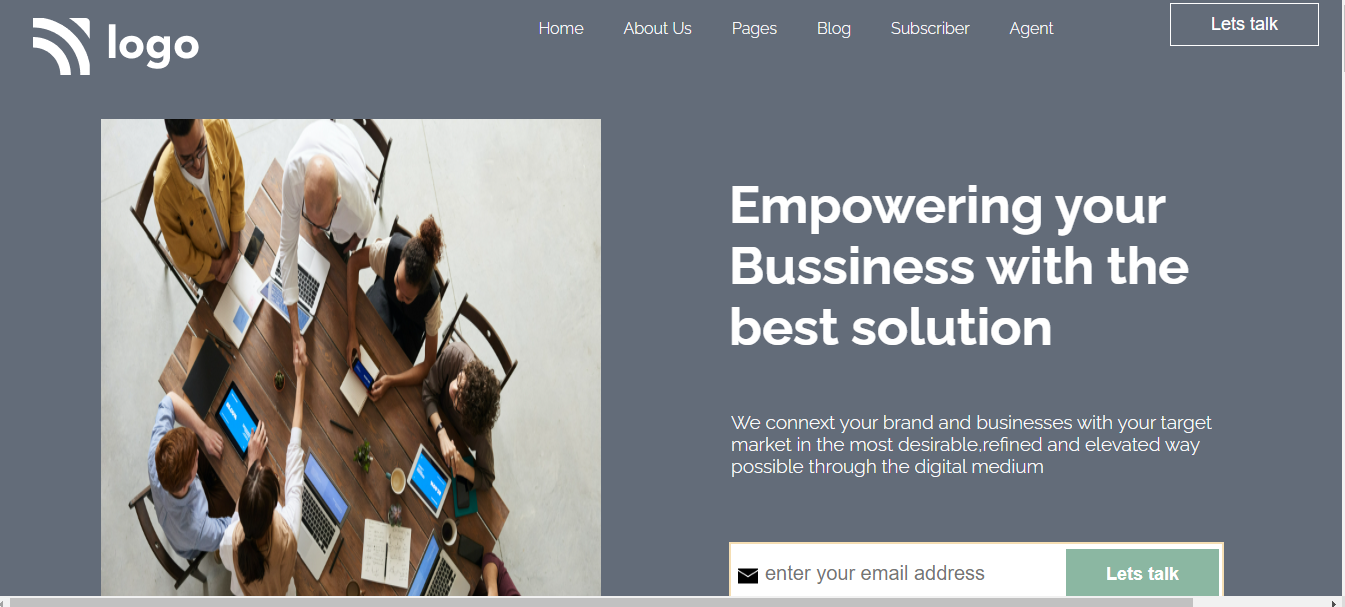 logo
Home About Us Pages Blog Subscriber Agent
Lets talk
Empowering your
Bussiness with the
best solution
We connext your brand and businesses with your target
market in the most desirable,refined and elevated way
possible through the digital medium
enter your email address
Lets talk